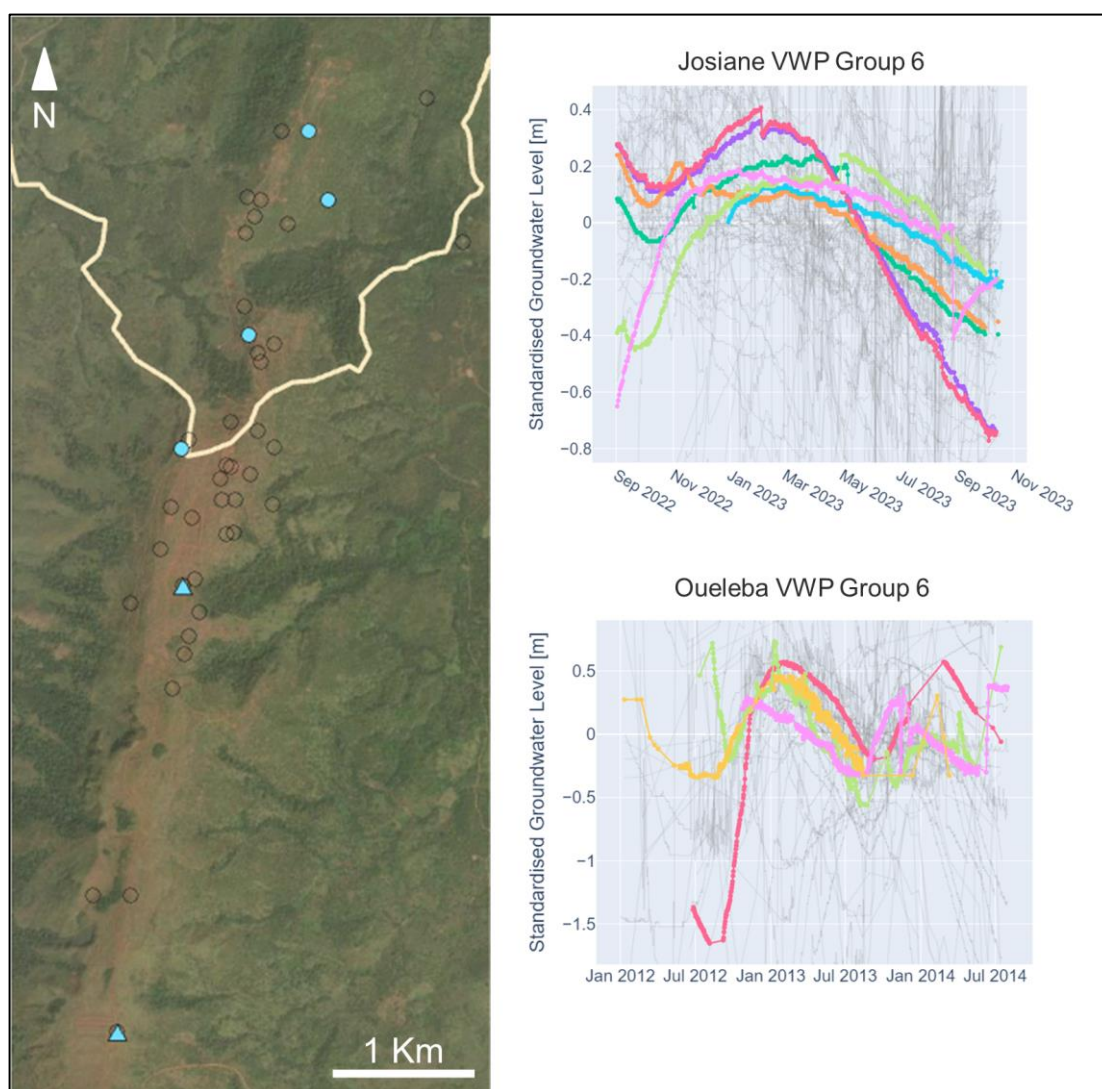 N
1 Km
Josiane VWP Group 6
Standardised Groundwater Level [m]
0.4
0.2
0
−0.2
−0.4
−0.6
−0.8
Sep 2022
Nov 2022
Jan 2023
Mar 2023
May 2023
Jul 2023
Sep 2023
Nov 2023
Oueleba VWP Group 6
Standardised Groundwater Level [m]
0.5
0
−0.5
−1
−1.5
Jan 2012 Jul 2012 Jan 2013 Jul 2013 Jan 2014 Jul 2014